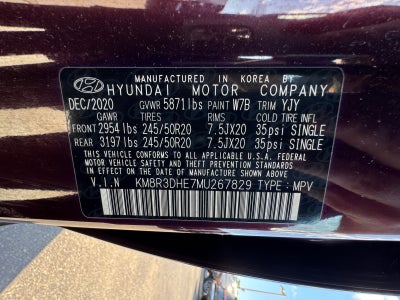 MANUFACTURED IN KOREA BY
HYUNDAI MOTOR COMPANY
DEC/2020 GVWR 5871lbs PAINT W7B TRIM YJY
GAWR TIRES RIMS COLD TIRE INFO
FRONT 2954 lbs 245/50R20 7.5JX20 35psi SINGLE
REAR 3197 lbs 245/50R20 7.5JX20 35psi SINGLE
THIS VEHICLE CONFORMS TO ALL APPLICABLE U.S. FEDERAL
MOTOR VEHICLE SAFETY AND THEFT PREVENTION STANDARDS
IN EFFECT ON THE DATE OF MANUFACTURE SHOWN ABOVE.
V.I.N KM8R3DHE7MU267829 TYPE : MPV